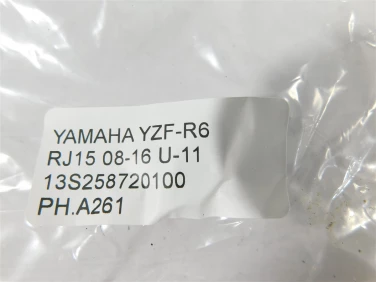 YAMAHA YZF-R6
RJ15 08-16 U-11
13S258720100
PH.A261